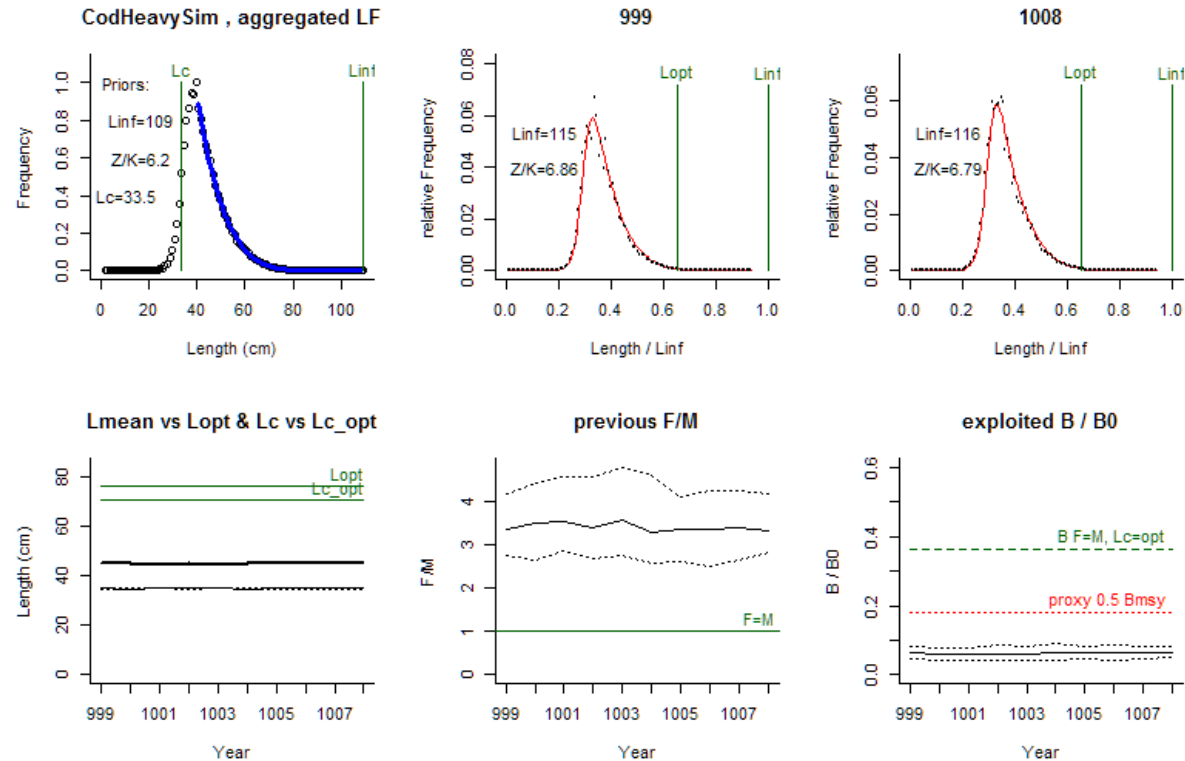 CodHeavySim , aggregated LF
Frequency
0.0 0.2 0.4 0.6 0.8 1.0
Priors:
Lc
Linf
Linf=109
Z/K=6.2
Lc=33.5
0 20 40 60 80 100
Length (cm)
999
relative Frequency
0.00 0.02 0.04 0.06 0.08
Lopt
Linf
Linf=115
Z/K=6.86
0.0 0.2 0.4 0.6 0.8 1.0
Length / Linf
1008
relative Frequency
0.00 0.02 0.04 0.06
Lopt
Linf
Linf=116
Z/K=6.79
0.0 0.2 0.4 0.6 0.8 1.0
Length / Linf
Lmean vs Lopt & Lc vs Lc_opt
Length (cm)
0 20 40 60 80
Lopt
Lc_opt
999 1001 1003 1005 1007
Year
previous F/M
F/M
0 1 2 3 4
F=M
999 1001 1003 1005 1007
Year
exploited B / B0
B / B0
0.0 0.2 0.4 0.6
B F=M, Lc=opt
proxy 0.5 Bmsy
999 1001 1003 1005 1007
Year